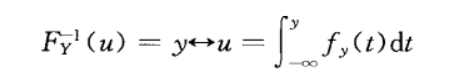 F_Y^{-1}(u) = y↔u = ∫_{-∞}^{y} f_y(t)dt